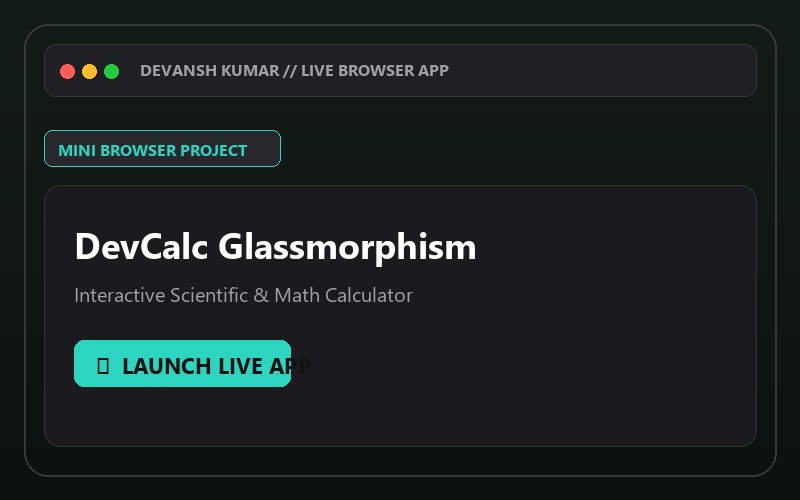 DEVANSH KUMAR // LIVE BROWSER APP
MINI BROWSER PROJECT
DevCalc Glassmorphism
Interactive Scientific & Math Calculator
LAUNCH LIVE APP